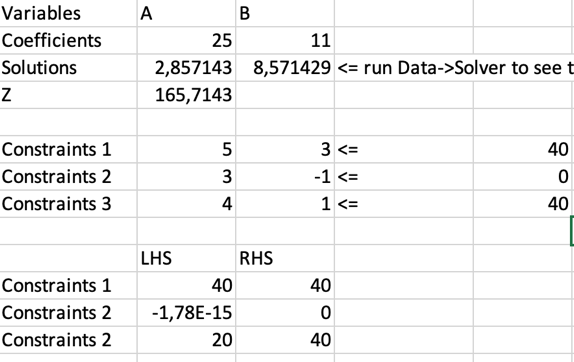 Variables A B
Coefficients 25 11
Solutions 2,857143 8,571429 <= run Data->Solver to see
Z 165,7143
Constraints 1 5 3 <= 40
Constraints 2 3 -1 <= 0
Constraints 3 4 1 <= 40
LHS RHS
Constraints 1 40 40
Constraints 2 -1,78E-15 0
Constraints 2 20 40